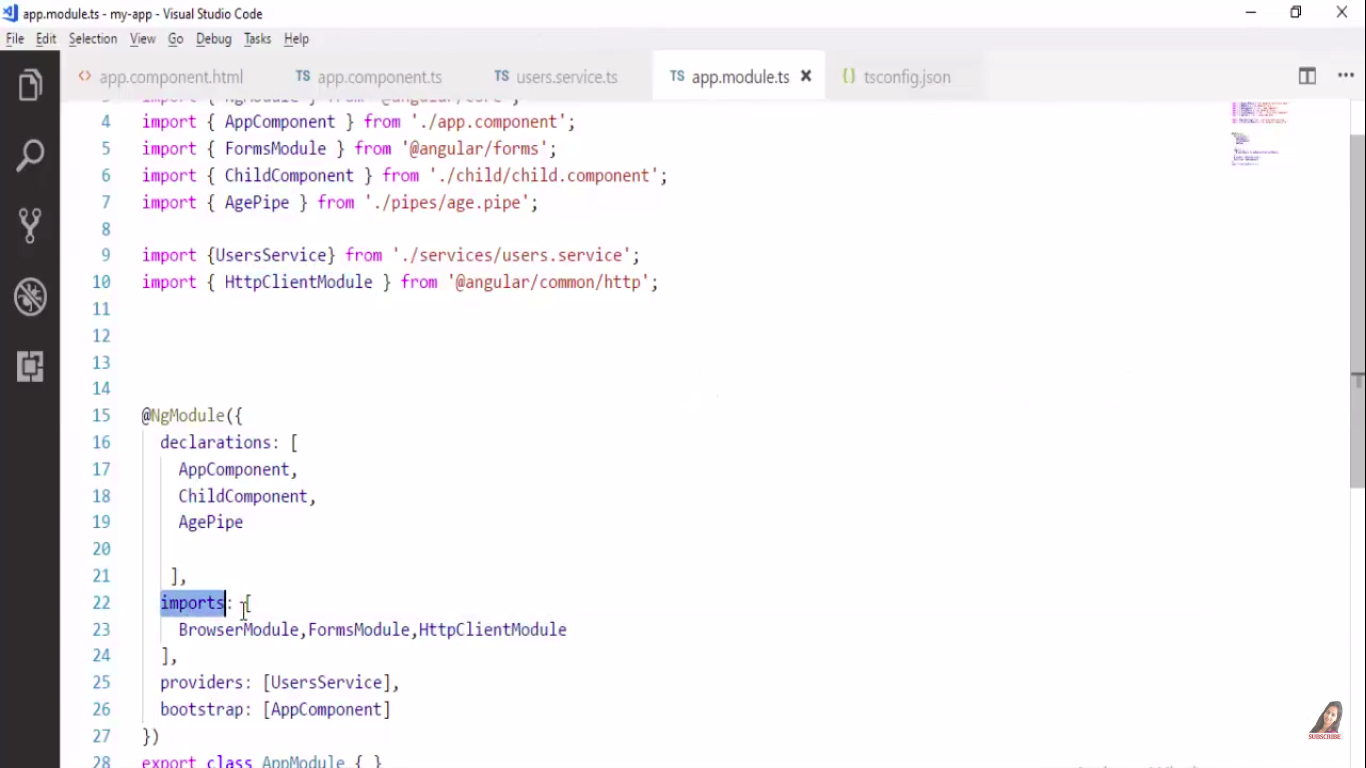 app.module.ts - my-app - Visual Studio Code
File Edit Selection View Go Debug Tasks Help
<> app.component.html TS app.component.ts TS users.service.ts TS app.module.ts × {} tsconfig.json ...
3 import { NgModule } from '@angular/core';
4 import { AppComponent } from './app.component';
5 import { FormsModule } from '@angular/forms';
6 import { ChildComponent } from './child/child.component';
7 import { AgePipe } from './pipes/age.pipe';
8
9 import {UsersService} from './services/users.service';
10 import { HttpClientModule } from '@angular/common/http';
11
12
13
14
15 @NgModule({
16 declarations: [
17 AppComponent,
18 ChildComponent,
19 AgePipe
20
21 ],
22 imports: [
23 BrowserModule,FormsModule,HttpClientModule
24 ],
25 providers: [UsersService],
26 bootstrap: [AppComponent]
27 })
28 export class AppModule { }
SUBSCRIBE